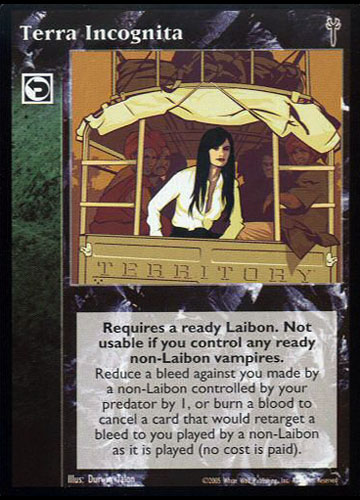 Terra Incognita
TERRITORY
Requires a ready Laibon. Not
usable if you control any ready
non-Laibon vampires.
Reduce a bleed against you made by
a non-Laibon controlled by your
predator by 1, or burn a blood to
cancel a card that would retarget a
bleed to you played by a non-Laibon
as it is played (no cost is paid).
Illus: Durwin Talon ©2005 White Wolf Publishing, Inc. All Rights Reserved